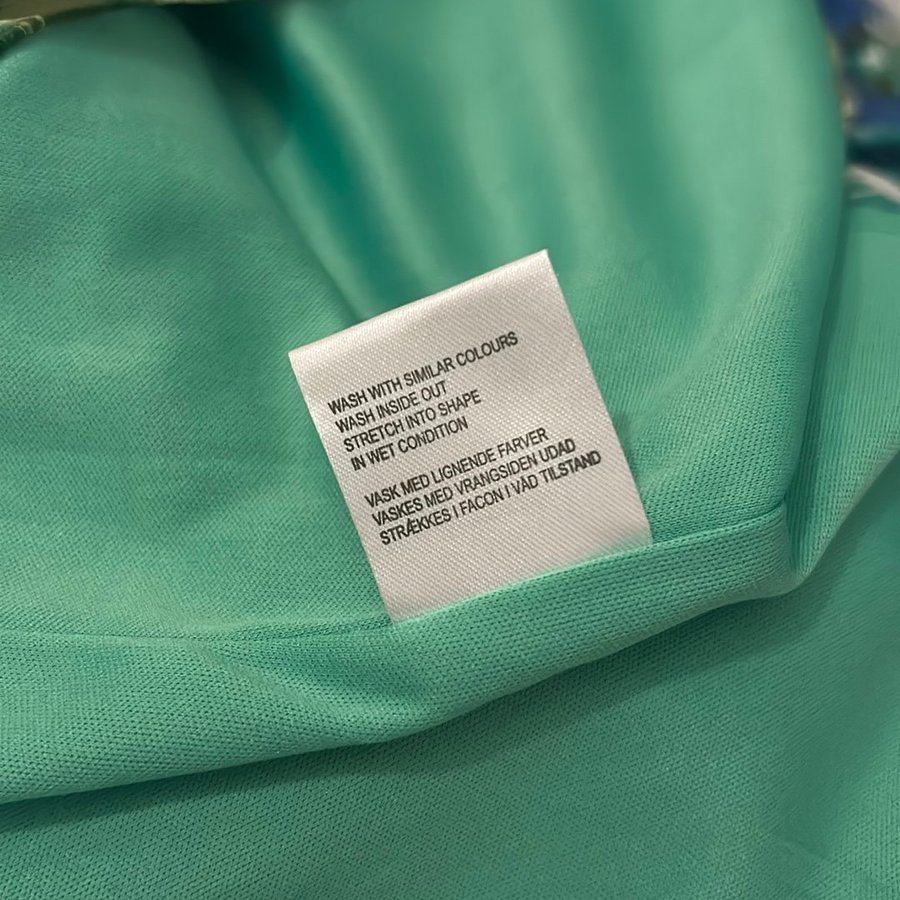 WASH WITH SIMILAR COLOURS
WASH INSIDE OUT
STRETCH INTO SHAPE
IN WET CONDITION
VASK MED LIGNENDE FARVER
VASKES MED VRANGSIDEN UDAD
STRÆKKES I FACON I VÅD TILSTAND